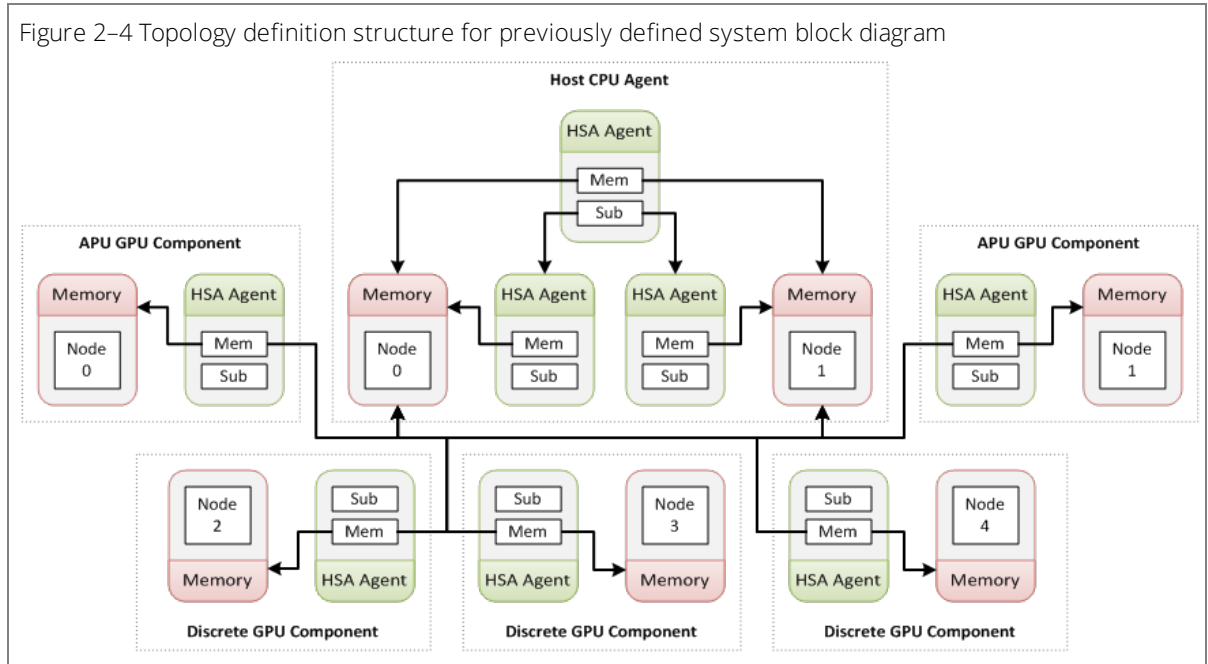 Figure 2–4 Topology definition structure for previously defined system block diagram
Host CPU Agent
HSA Agent
Mem
Sub
APU GPU Component
Memory
Node
0
HSA Agent
Mem
Sub
Memory
Node
0
HSA Agent
Mem
Sub
HSA Agent
Mem
Sub
Memory
Node
1
APU GPU Component
HSA Agent
Mem
Sub
Memory
Node
1
Node
2
Memory
Sub
Mem
HSA Agent
Discrete GPU Component
Sub
Mem
HSA Agent
Node
3
Memory
Discrete GPU Component
Sub
Mem
HSA Agent
Node
4
Memory
Discrete GPU Component